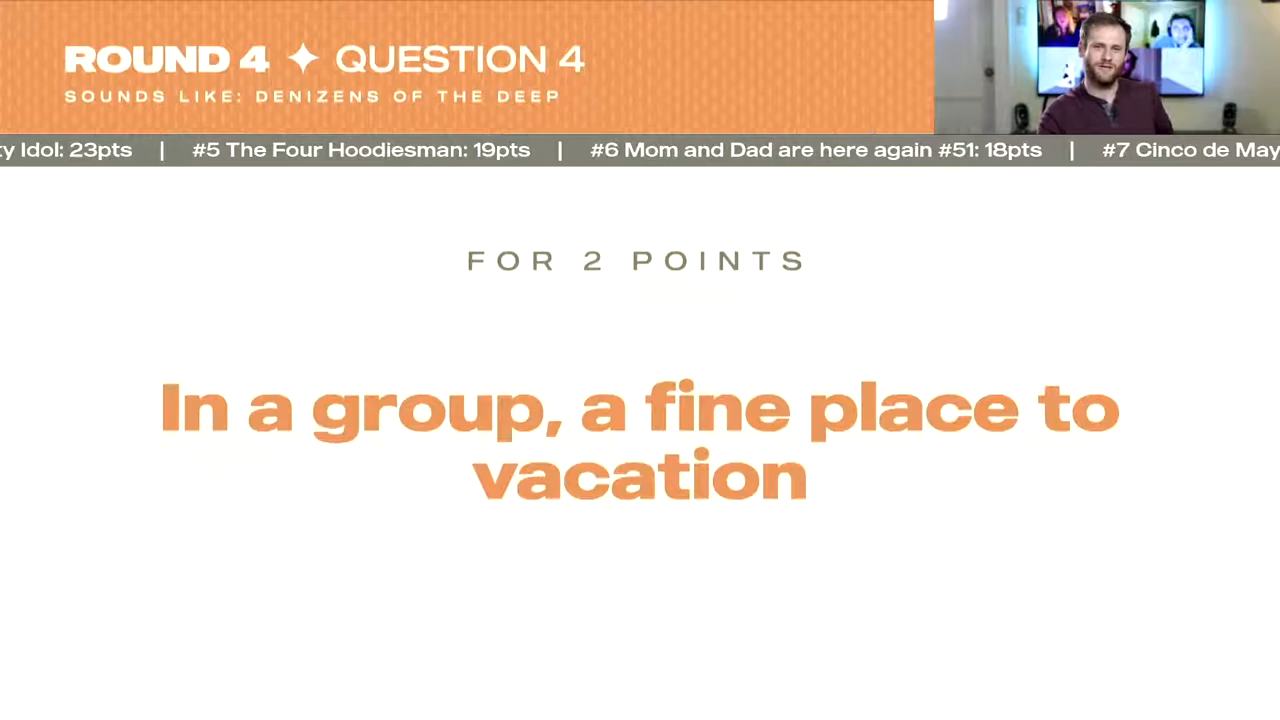 ROUND 4 ✦ QUESTION 4
SOUNDS LIKE: DENIZENS OF THE DEEP
ty Idol: 23pts | #5 The Four Hoodiesman: 19pts | #6 Mom and Dad are here again #51: 18pts | #7 Cinco de May
FOR 2 POINTS
In a group, a fine place to
vacation